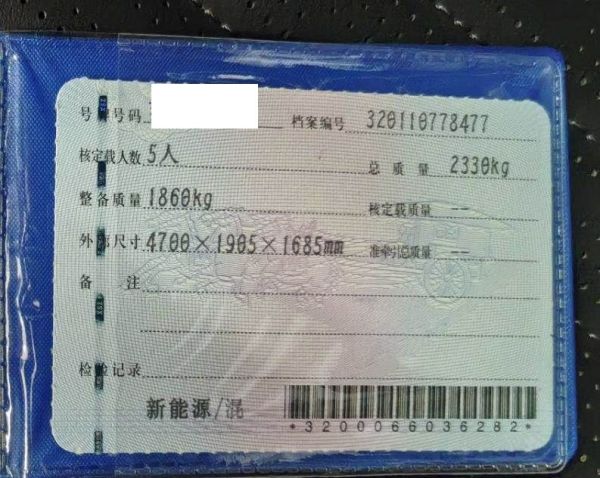 号牌号码 档案编号 320110778477
核定载人数 5人 总质量 2330kg
整备质量 1860kg 核定载质量 --
外廓尺寸 4700×1905×1685mm 准牵引总质量 --
备注
检验记录
新能源/混
*3200066036282*